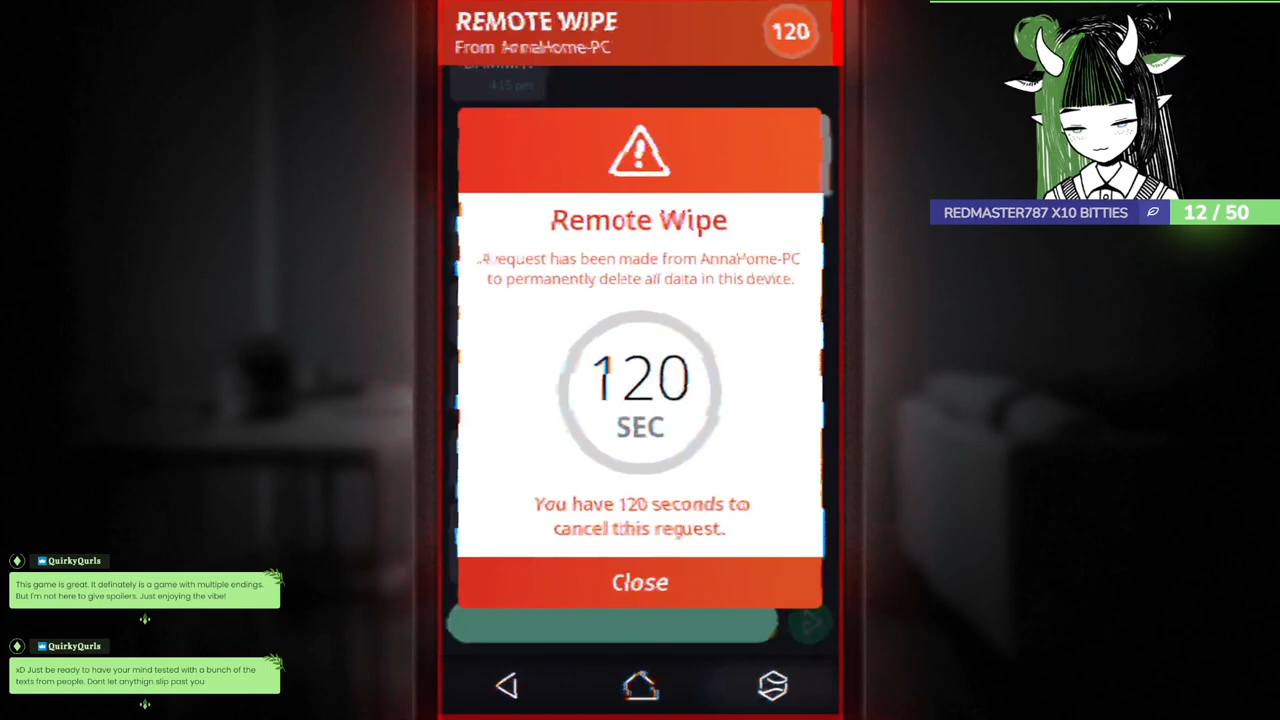 REMOTE WIPE
From AnnaHome-PC
120
4:15 pm
Remote Wipe
A request has been made from AnnaHome-PC
to permanently delete all data in this device.
120
SEC
You have 120 seconds to
cancel this request.
Close
REDMASTER787 X10 BITTIES
12 / 50
QuirkyQurls
This game is great. It definately is a game with multiple endings.
But I'm not here to give spoilers. Just enjoying the vibe!
QuirkyQurls
xD Just be ready to have your mind tested with a bunch of the
texts from people. Dont let anythign slip past you